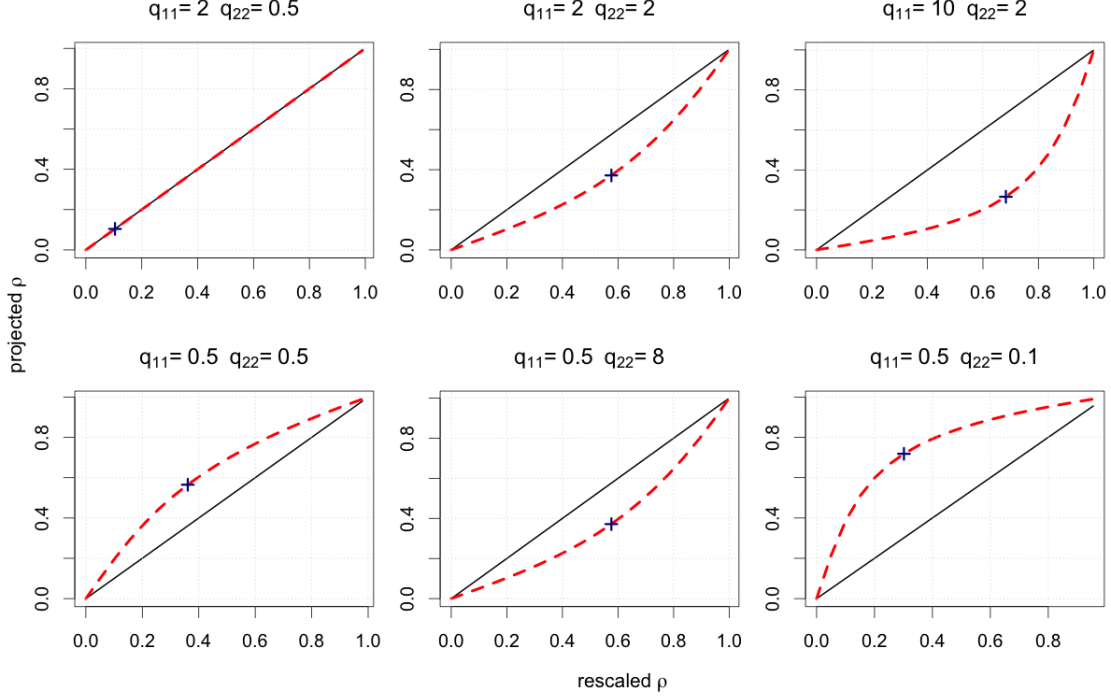 q11= 2 q22= 0.5
q11= 2 q22= 2
q11= 10 q22= 2
0.0 0.4 0.8
0.0 0.2 0.4 0.6 0.8 1.0
0.0 0.4 0.8
0.0 0.2 0.4 0.6 0.8 1.0
0.0 0.4 0.8
0.0 0.2 0.4 0.6 0.8 1.0
projected ρ
q11= 0.5 q22= 0.5
q11= 0.5 q22= 8
q11= 0.5 q22= 0.1
0.0 0.4 0.8
0.0 0.2 0.4 0.6 0.8 1.0
0.0 0.4 0.8
0.0 0.2 0.4 0.6 0.8 1.0
0.0 0.4 0.8
0.0 0.2 0.4 0.6 0.8
rescaled ρ